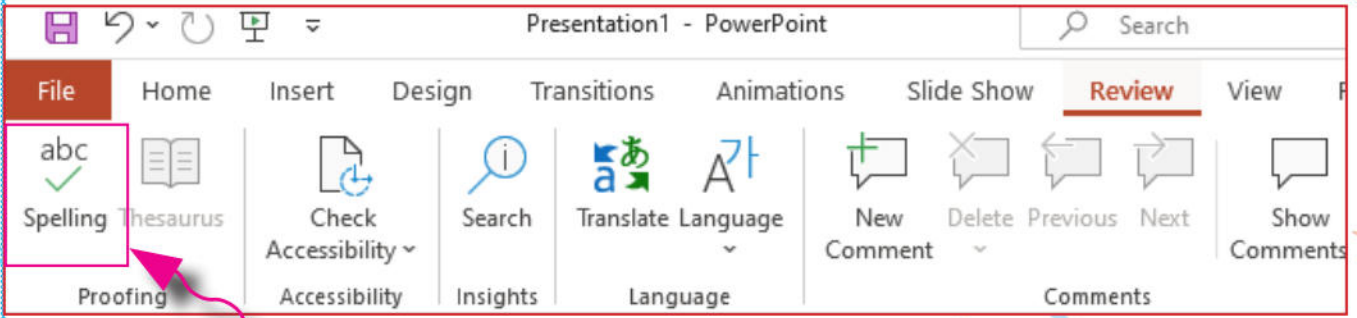 Presentation1 - PowerPoint Search
File Home Insert Design Transitions Animations Slide Show Review View
abc
Spelling Thesaurus Check Accessibility Search Translate Language New Comment Delete Previous Next Show Comments
Proofing Accessibility Insights Language Comments